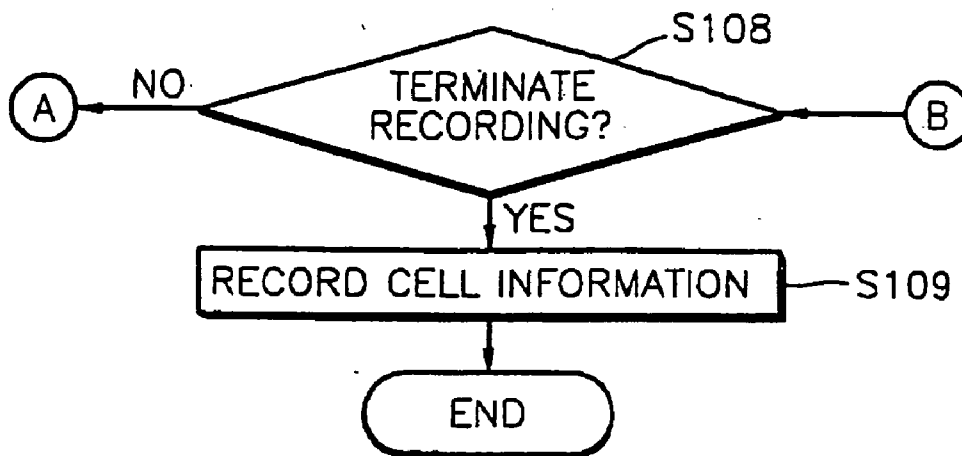 S108
A
NO
TERMINATE
RECORDING?
B
YES
RECORD CELL INFORMATION
S109
END